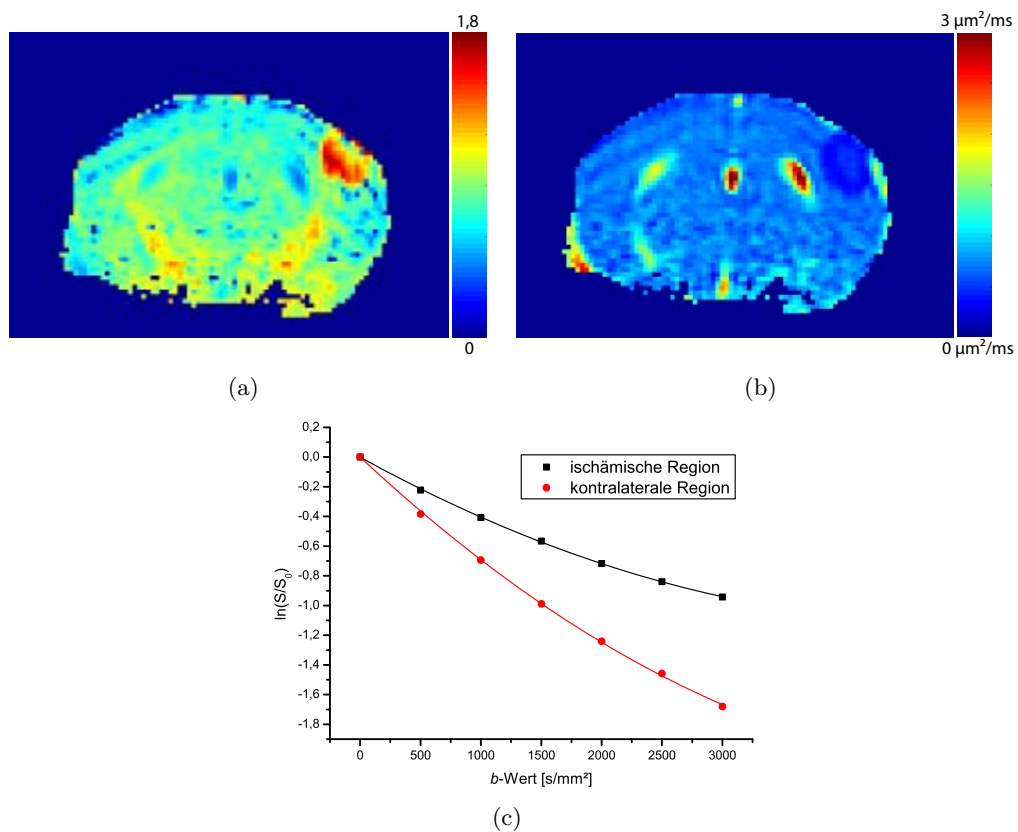 1,8
0
3 µm²/ms
0 µm²/ms
(a)
(b)
0,2
0,0
-0,2
-0,4
-0,6
-0,8
-1,0
-1,2
-1,4
-1,6
-1,8
ln(S/S₀)
ischämische Region
kontralaterale Region
0 500 1000 1500 2000 2500 3000
b-Wert [s/mm²]
(c)